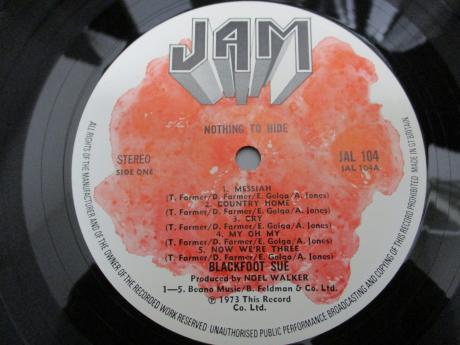 JAM
NOTHING TO HIDE
STEREO
SIDE ONE
JAL 104
JAL 104A
1. MESSIAH
(T. Farmer/D. Farmer/E. Golga/A. Jones)
2. COUNTRY HOME
(T. Farmer/D. Farmer/E. Golga/A. Jones)
3. CRY
(T. Farmer/D. Farmer/E. Golga/A. Jones)
4. MY OH MY
(T. Farmer/D. Farmer/E. Golga/A. Jones)
5. NOW WE'RE THREE
(T. Farmer/D. Farmer/E. Golga/A. Jones)
BLACKFOOT SUE
Produced by NOEL WALKER
1—5. Beano Music/B. Feldman & Co. Ltd.
℗ 1973 This Record
Co. Ltd.
ALL RIGHTS OF THE MANUFACTURER AND OF THE OWNER OF THE RECORDED WORK RESERVED UNAUTHORISED PUBLIC PERFORMANCE BROADCASTING AND COPYING OF THIS RECORD PROHIBITED MADE IN GT BRITAIN